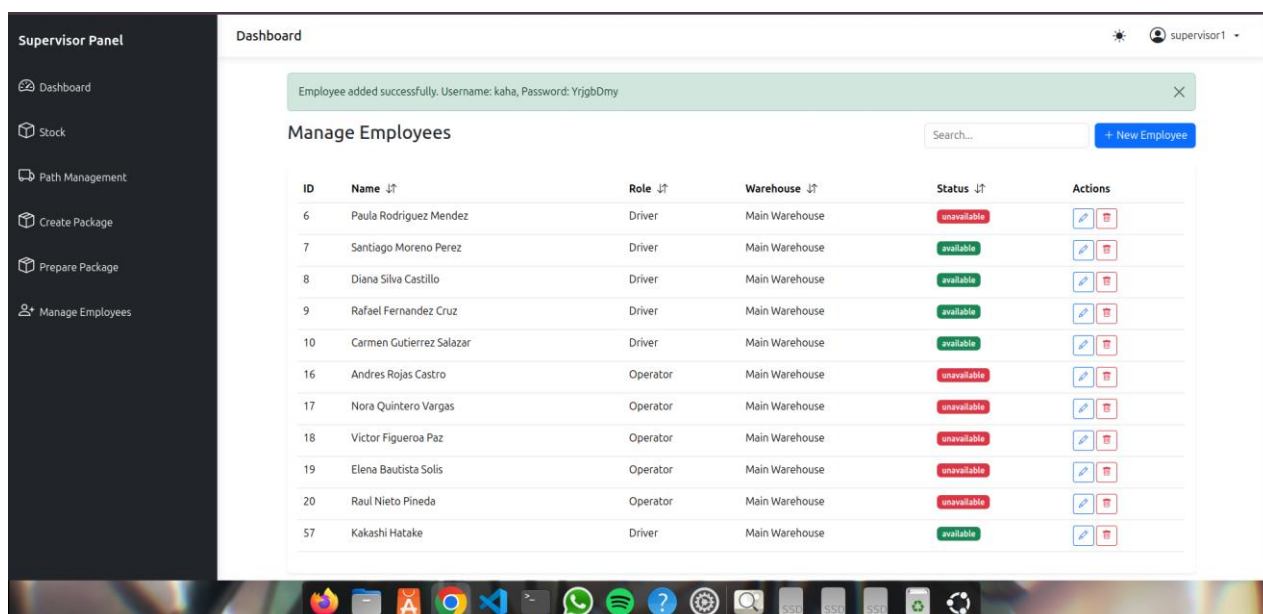 Supervisor Panel
Dashboard
Stock
Path Management
Create Package
Prepare Package
Manage Employees
Dashboard
supervisor1
Employee added successfully. Username: kaha, Password: YrjgbDmy
Manage Employees
Search...
+ New Employee
ID Name Role Warehouse Status Actions
6 Paula Rodriguez Mendez Driver Main Warehouse unavailable
7 Santiago Moreno Perez Driver Main Warehouse available
8 Diana Silva Castillo Driver Main Warehouse available
9 Rafael Fernandez Cruz Driver Main Warehouse available
10 Carmen Gutierrez Salazar Driver Main Warehouse available
16 Andres Rojas Castro Operator Main Warehouse unavailable
17 Nora Quintero Vargas Operator Main Warehouse unavailable
18 Victor Figueroa Paz Operator Main Warehouse unavailable
19 Elena Bautista Solis Operator Main Warehouse unavailable
20 Raul Nieto Pineda Operator Main Warehouse unavailable
57 Kakashi Hatake Driver Main Warehouse available
SSD SSD SSD